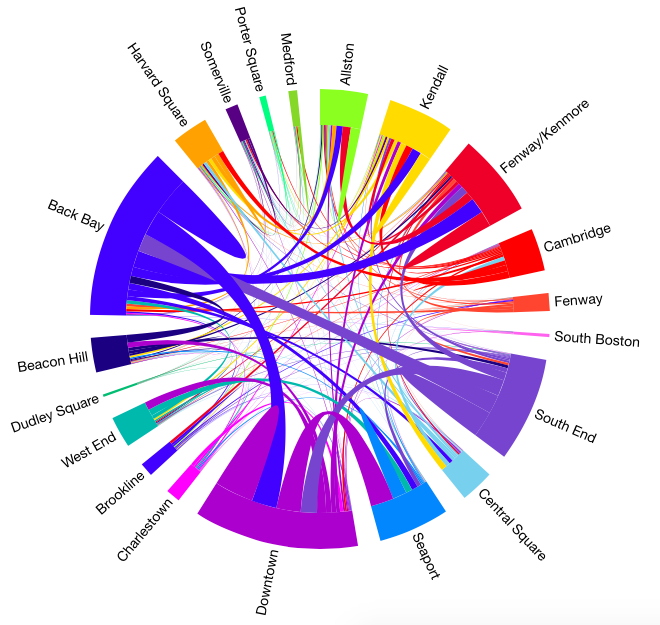 Allston
Kendall
Fenway/Kenmore
Cambridge
Fenway
South Boston
South End
Central Square
Seaport
Downtown
Charlestown
Brookline
West End
Dudley Square
Beacon Hill
Back Bay
Harvard Square
Somerville
Porter Square
Medford